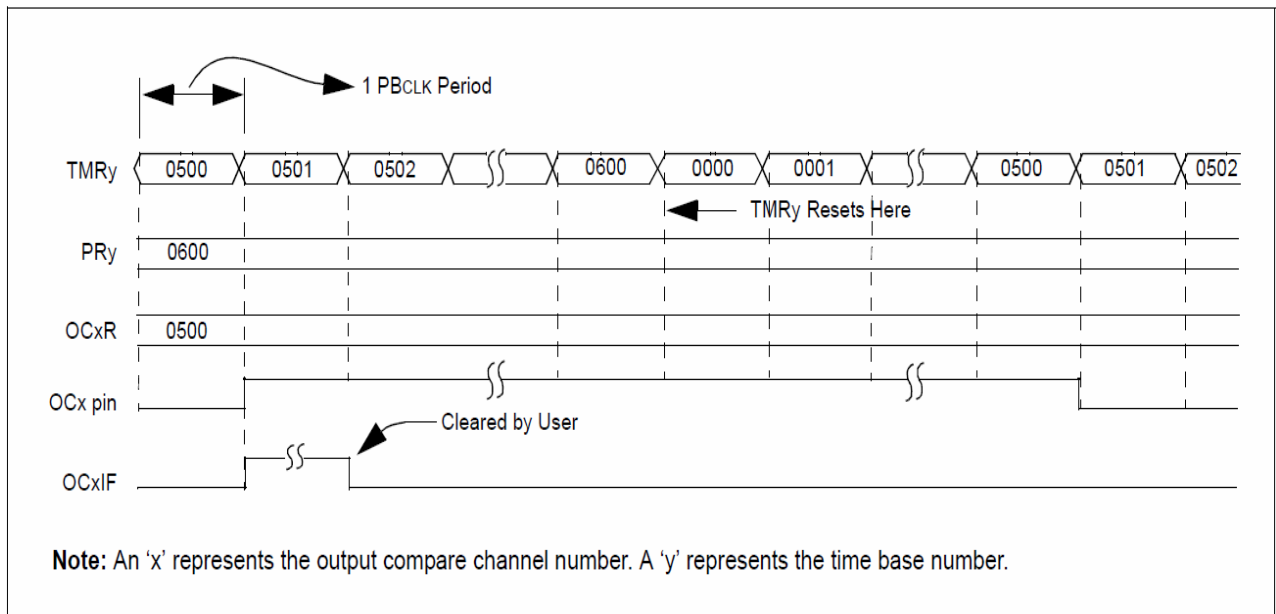 1 PBCLK Period
TMRy 0500 0501 0502 0600 0000 0001 0500 0501 0502
TMRy Resets Here
PRy 0600
OCxR 0500
OCx pin
Cleared by User
OCxIF
Note: An ‘x’ represents the output compare channel number. A ‘y’ represents the time base number.